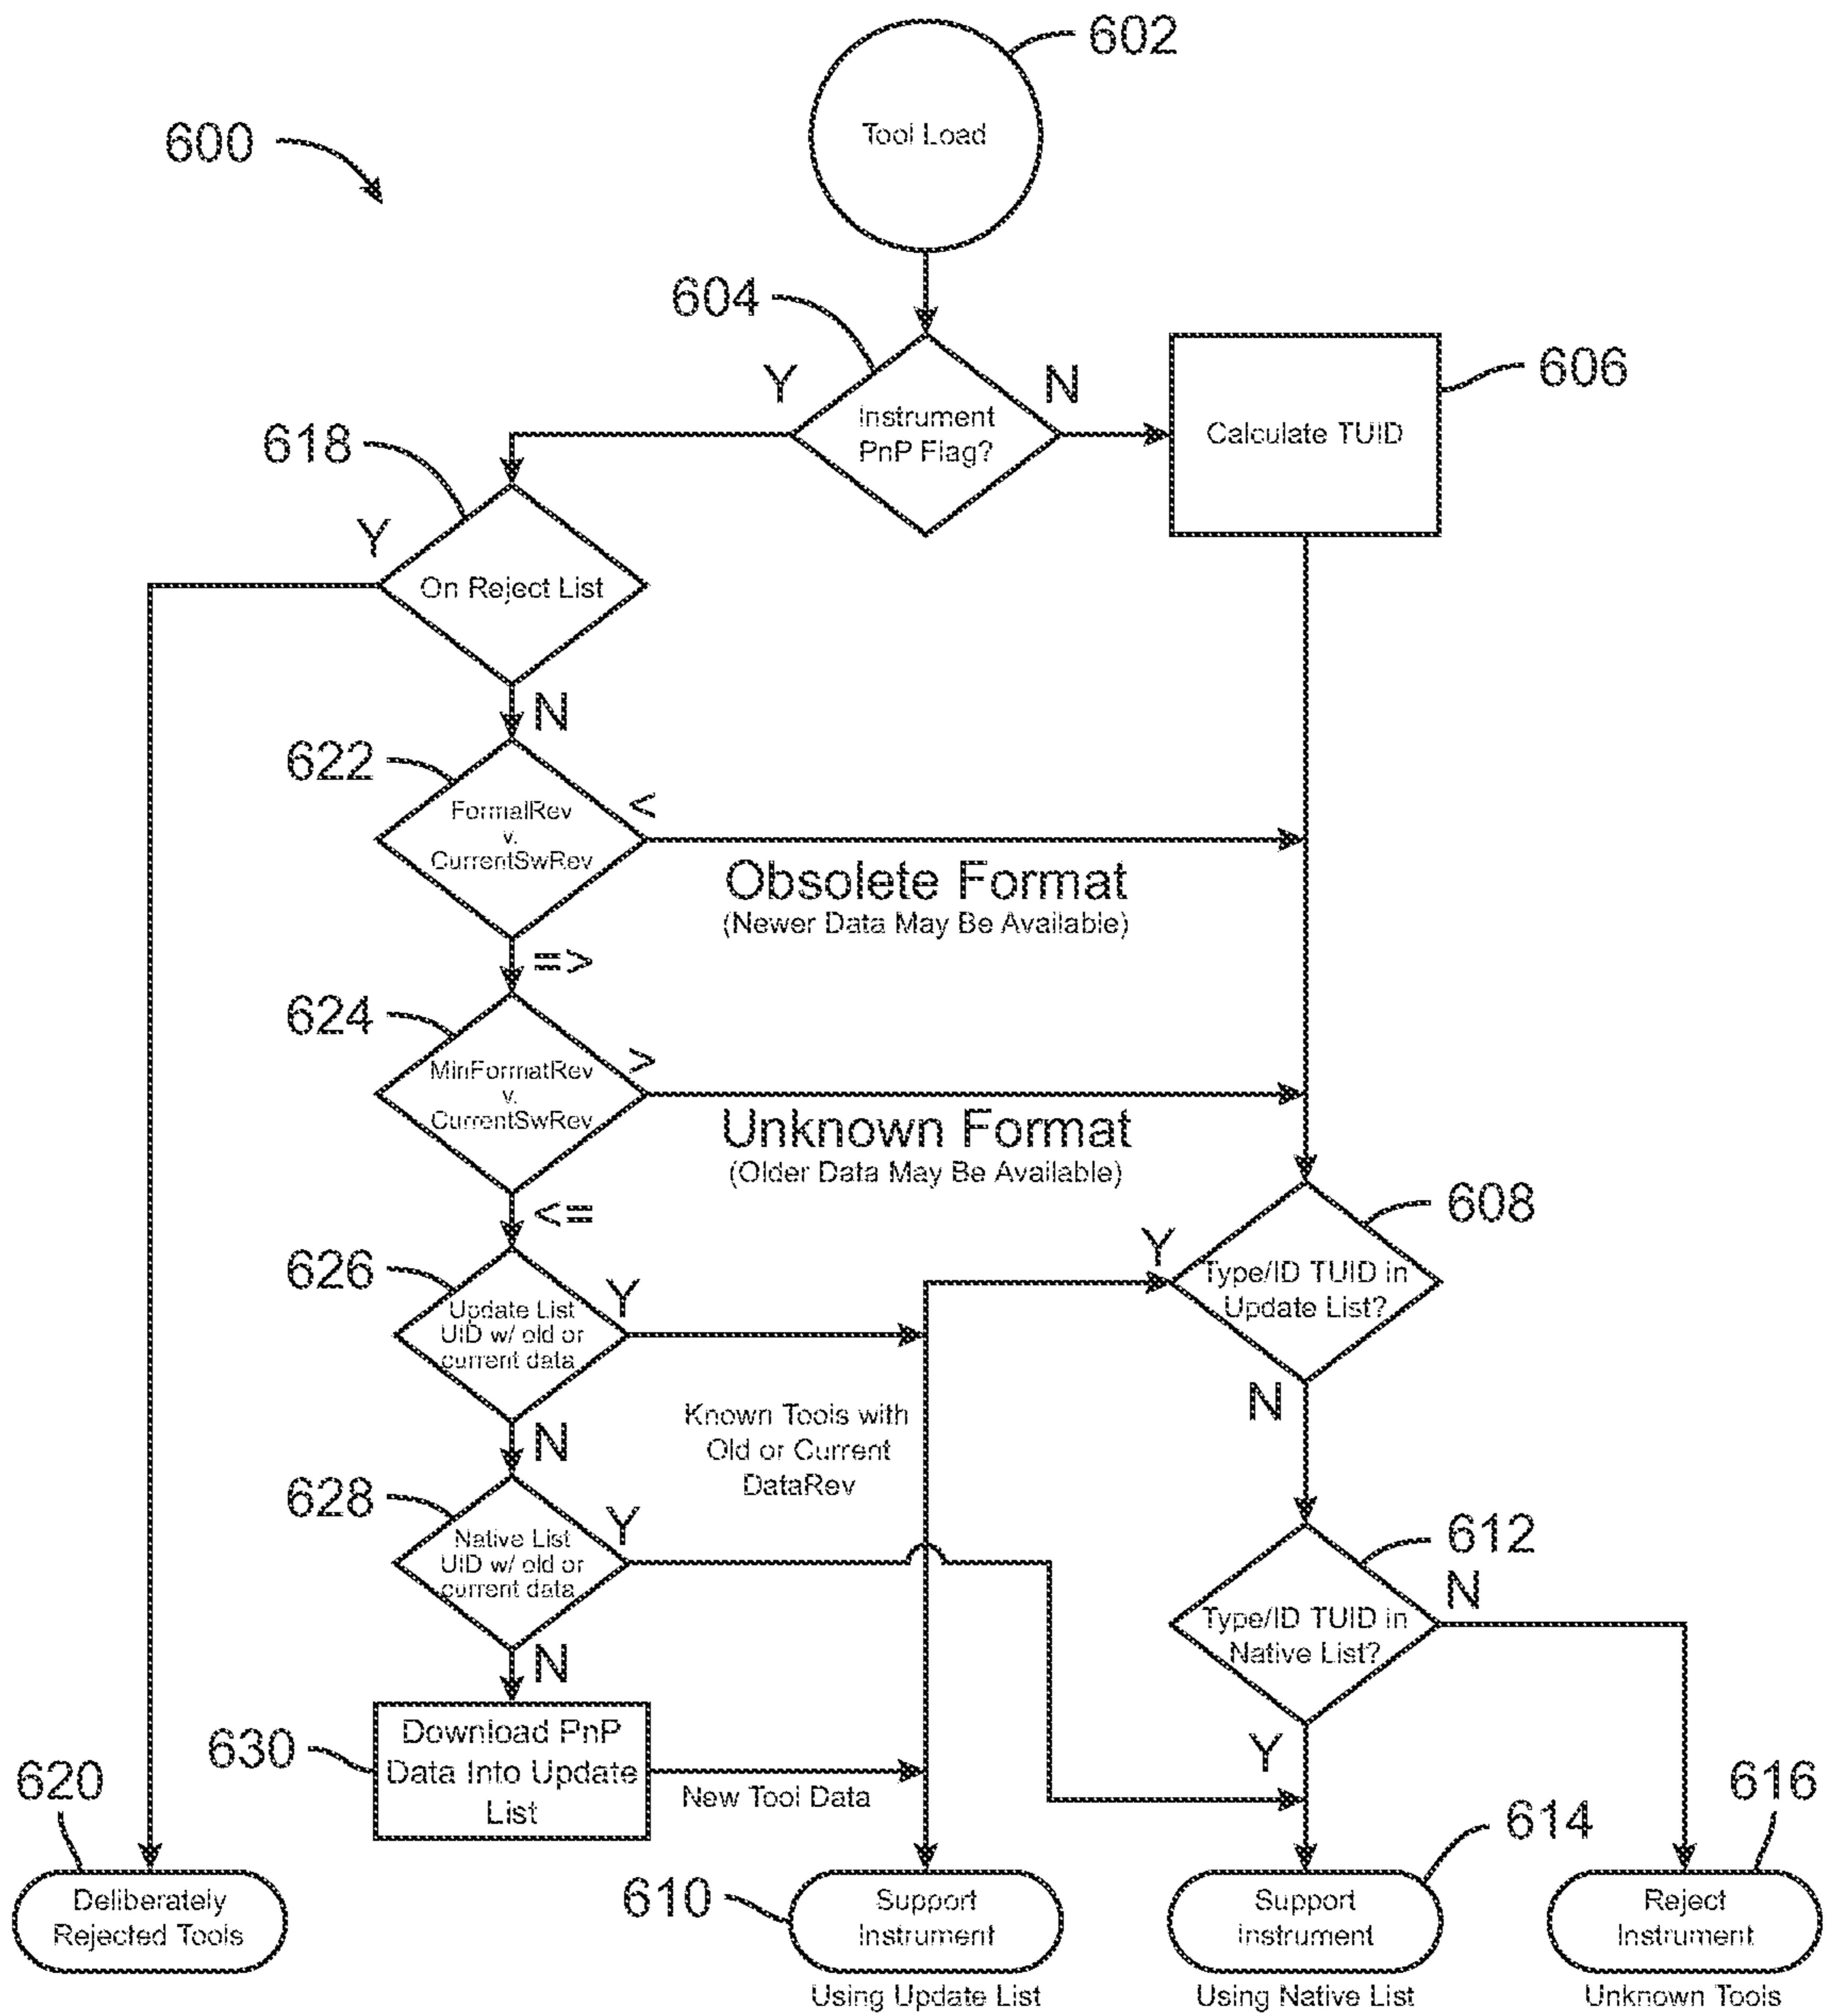 602
600
Tool Load
604
Y
N
606
Instrument
PnP Flag?
Calculate TUID
618
Y
On Reject List
N
622
FormalRev
v.
CurrentSwRev
<
Obsolete Format
(Newer Data May Be Available)
=>
624
MinFormatRev
v.
CurrentSwRev
>
Unknown Format
(Older Data May Be Available)
<=
608
Y
Type/ID TUID in
Update List?
N
626
Update List
UID w/ old or
current data
Y
N
Known Tools with
Old or Current
DataRev
628
Native List
UID w/ old or
current data
Y
N
612
Type/ID TUID in
Native List?
N
Y
630
Download PnP
Data Into Update
List
New Tool Data
620
Deliberately
Rejected Tools
610
Support
Instrument
Using Update List
614
Support
Instrument
Using Native List
616
Reject
Instrument
Unknown Tools